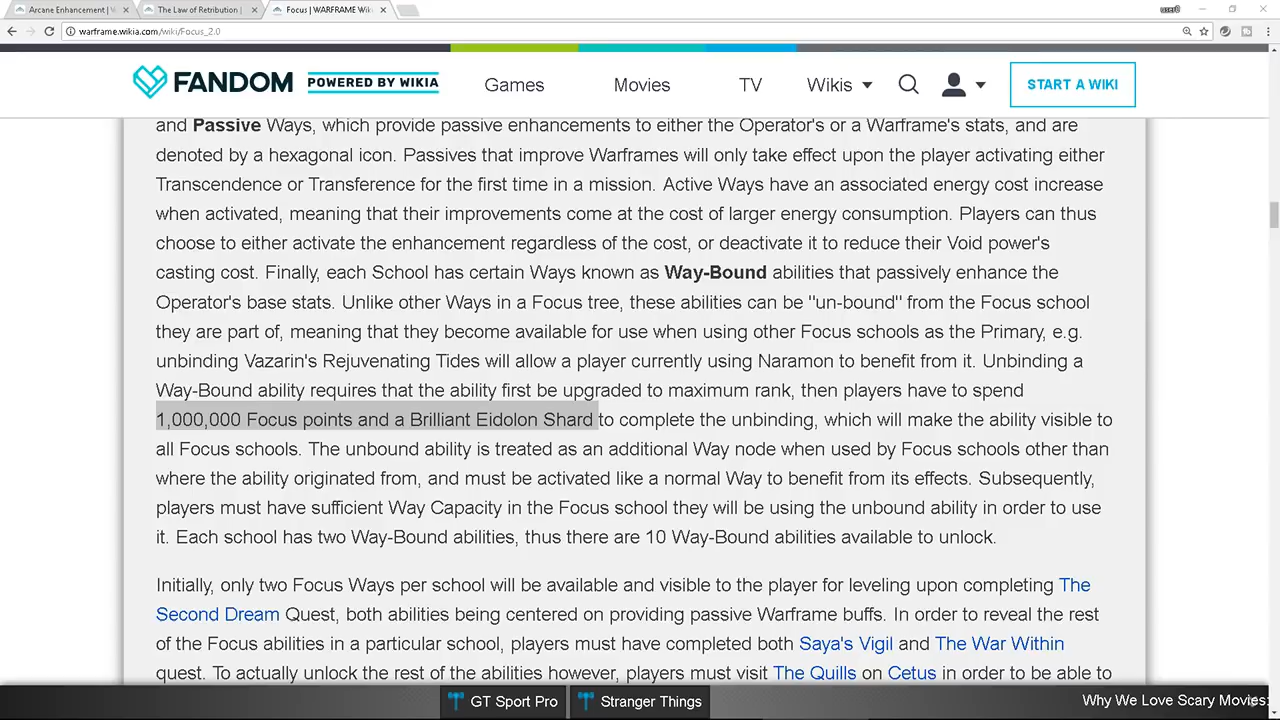 Arcane Enhancement | W
The Law of Retribution |
Focus | WARFRAME Wiki
user0
warframe.wikia.com/wiki/Focus_2.0
FANDOM
POWERED BY WIKIA
Games
Movies
TV
Wikis
START A WIKI
and Passive Ways, which provide passive enhancements to either the Operator's or a Warframe's stats, and are
denoted by a hexagonal icon. Passives that improve Warframes will only take effect upon the player activating either
Transcendence or Transference for the first time in a mission. Active Ways have an associated energy cost increase
when activated, meaning that their improvements come at the cost of larger energy consumption. Players can thus
choose to either activate the enhancement regardless of the cost, or deactivate it to reduce their Void power's
casting cost. Finally, each School has certain Ways known as Way-Bound abilities that passively enhance the
Operator's base stats. Unlike other Ways in a Focus tree, these abilities can be "un-bound" from the Focus school
they are part of, meaning that they become available for use when using other Focus schools as the Primary, e.g.
unbinding Vazarin's Rejuvenating Tides will allow a player currently using Naramon to benefit from it. Unbinding a
Way-Bound ability requires that the ability first be upgraded to maximum rank, then players have to spend
1,000,000 Focus points and a Brilliant Eidolon Shard to complete the unbinding, which will make the ability visible to
all Focus schools. The unbound ability is treated as an additional Way node when used by Focus schools other than
where the ability originated from, and must be activated like a normal Way to benefit from its effects. Subsequently,
players must have sufficient Way Capacity in the Focus school they will be using the unbound ability in order to use
it. Each school has two Way-Bound abilities, thus there are 10 Way-Bound abilities available to unlock.
Initially, only two Focus Ways per school will be available and visible to the player for leveling upon completing The
Second Dream Quest, both abilities being centered on providing passive Warframe buffs. In order to reveal the rest
of the Focus abilities in a particular school, players must have completed both Saya's Vigil and The War Within
quest. To actually unlock the rest of the abilities however, players must visit The Quills on Cetus in order to be able to
GT Sport Pro
Stranger Things
Why We Love Scary Movies